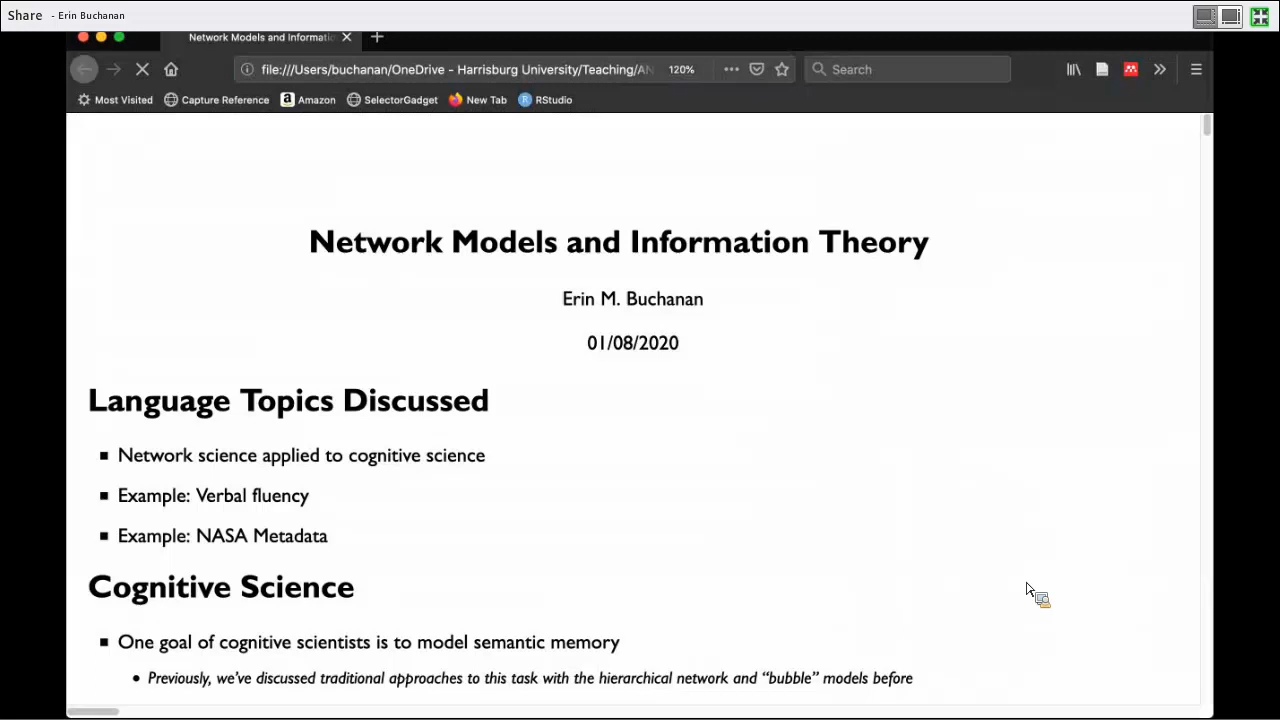 Share - Erin Buchanan
Network Models and Informatic
file:///Users/buchanan/OneDrive - Harrisburg University/Teaching/AN 120% Search
Most Visited Capture Reference Amazon SelectorGadget New Tab RStudio
Network Models and Information Theory
Erin M. Buchanan
01/08/2020
Language Topics Discussed
Network science applied to cognitive science
Example: Verbal fluency
Example: NASA Metadata
Cognitive Science
One goal of cognitive scientists is to model semantic memory
Previously, we’ve discussed traditional approaches to this task with the hierarchical network and “bubble” models before